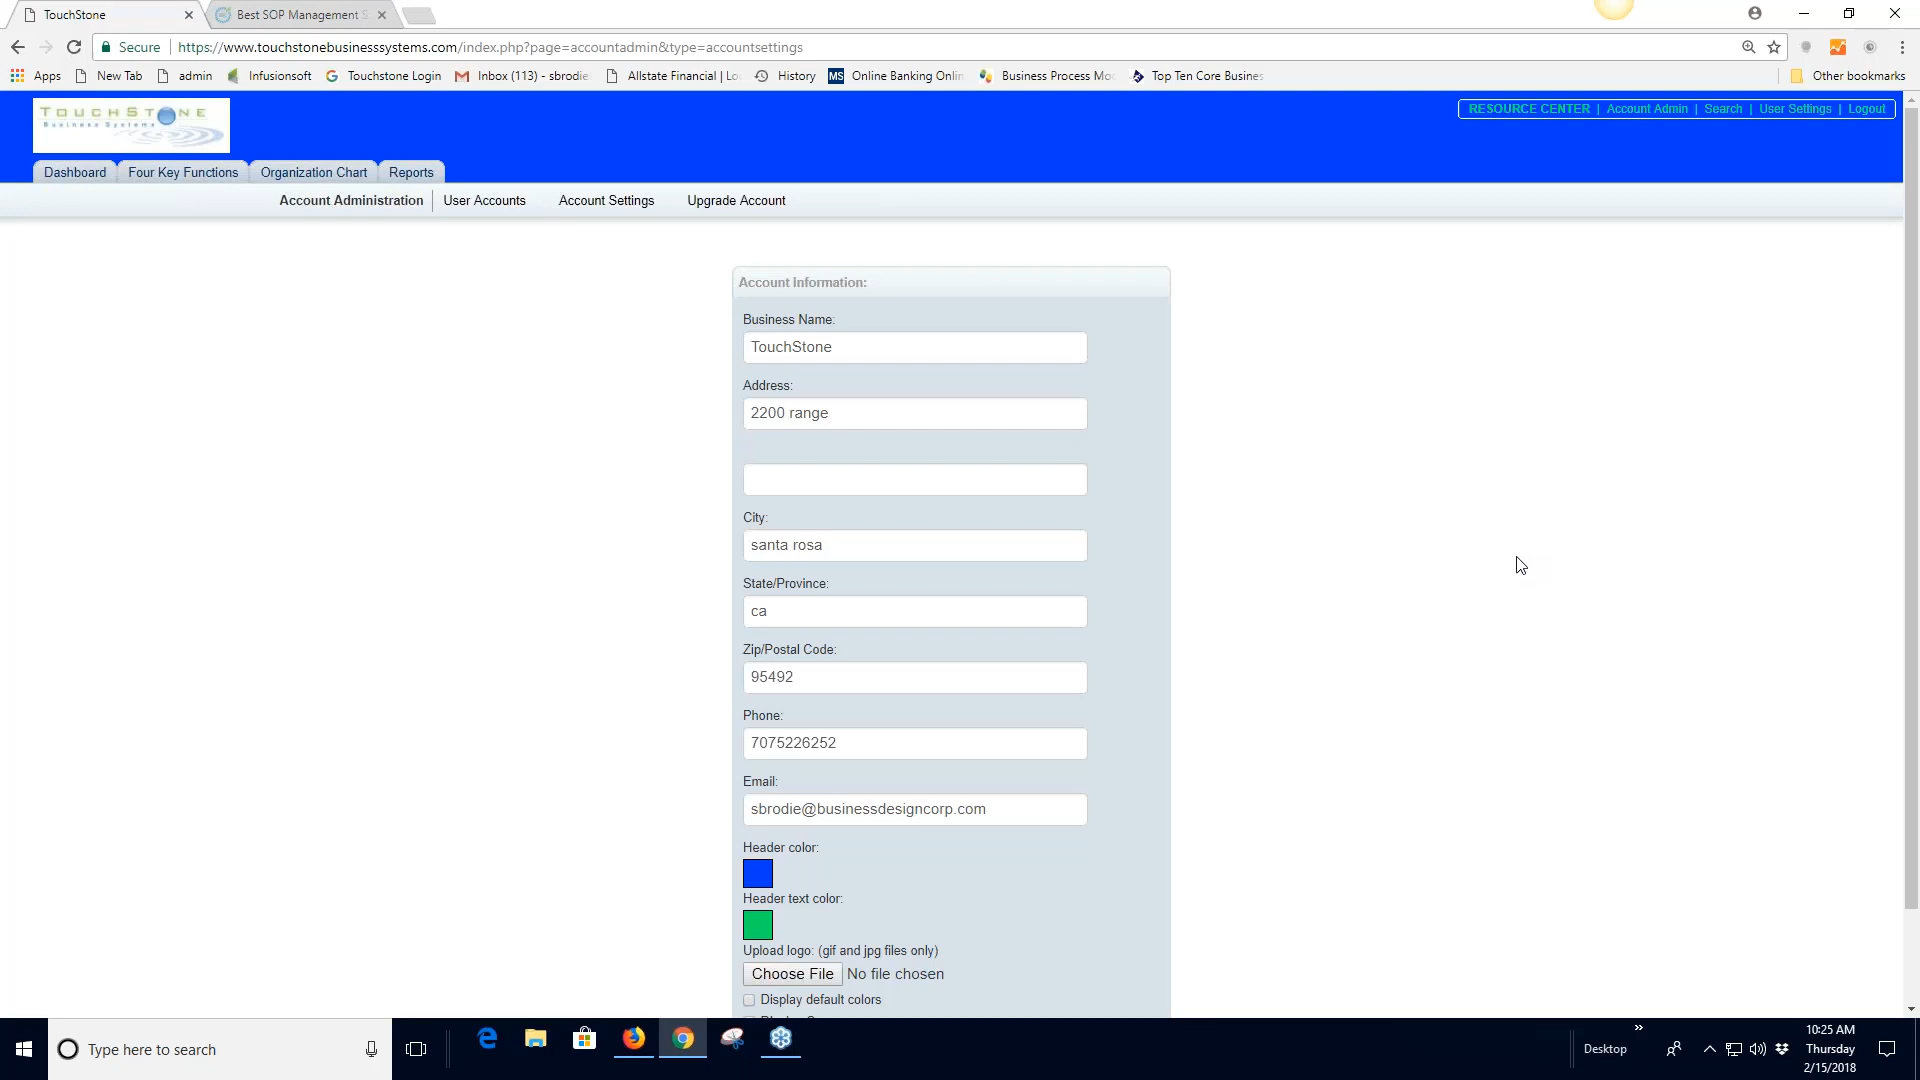 TouchStone
Best SOP Management S
Secure
https://www.touchstonebusinesssystems.com/index.php?page=accountadmin&type=accountsettings
Apps New Tab admin Infusionsoft Touchstone Login Inbox (113) - sbrodie Allstate Financial | Lo History MS Online Banking Onlin Business Process Mo Top Ten Core Busines Other bookmarks
TOUCHSTONE
Business Systems
RESOURCE CENTER | Account Admin | Search | User Settings | Logout
Dashboard Four Key Functions Organization Chart Reports
Account Administration User Accounts Account Settings Upgrade Account
Account Information:
Business Name:
TouchStone
Address:
2200 range
City:
santa rosa
State/Province:
ca
Zip/Postal Code:
95492
Phone:
7075226252
Email:
sbrodie@businessdesigncorp.com
Header color:
Header text color:
Upload logo: (gif and jpg files only)
Choose File No file chosen
Display default colors
Type here to search
Desktop
10:25 AM
Thursday
2/15/2018